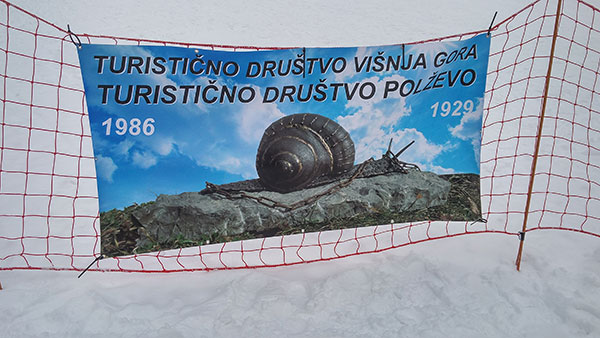 TURISTIČNO DRUŠTVO VIŠNJA GORA
TURISTIČNO DRUŠTVO POLŽEVO
1986
1929